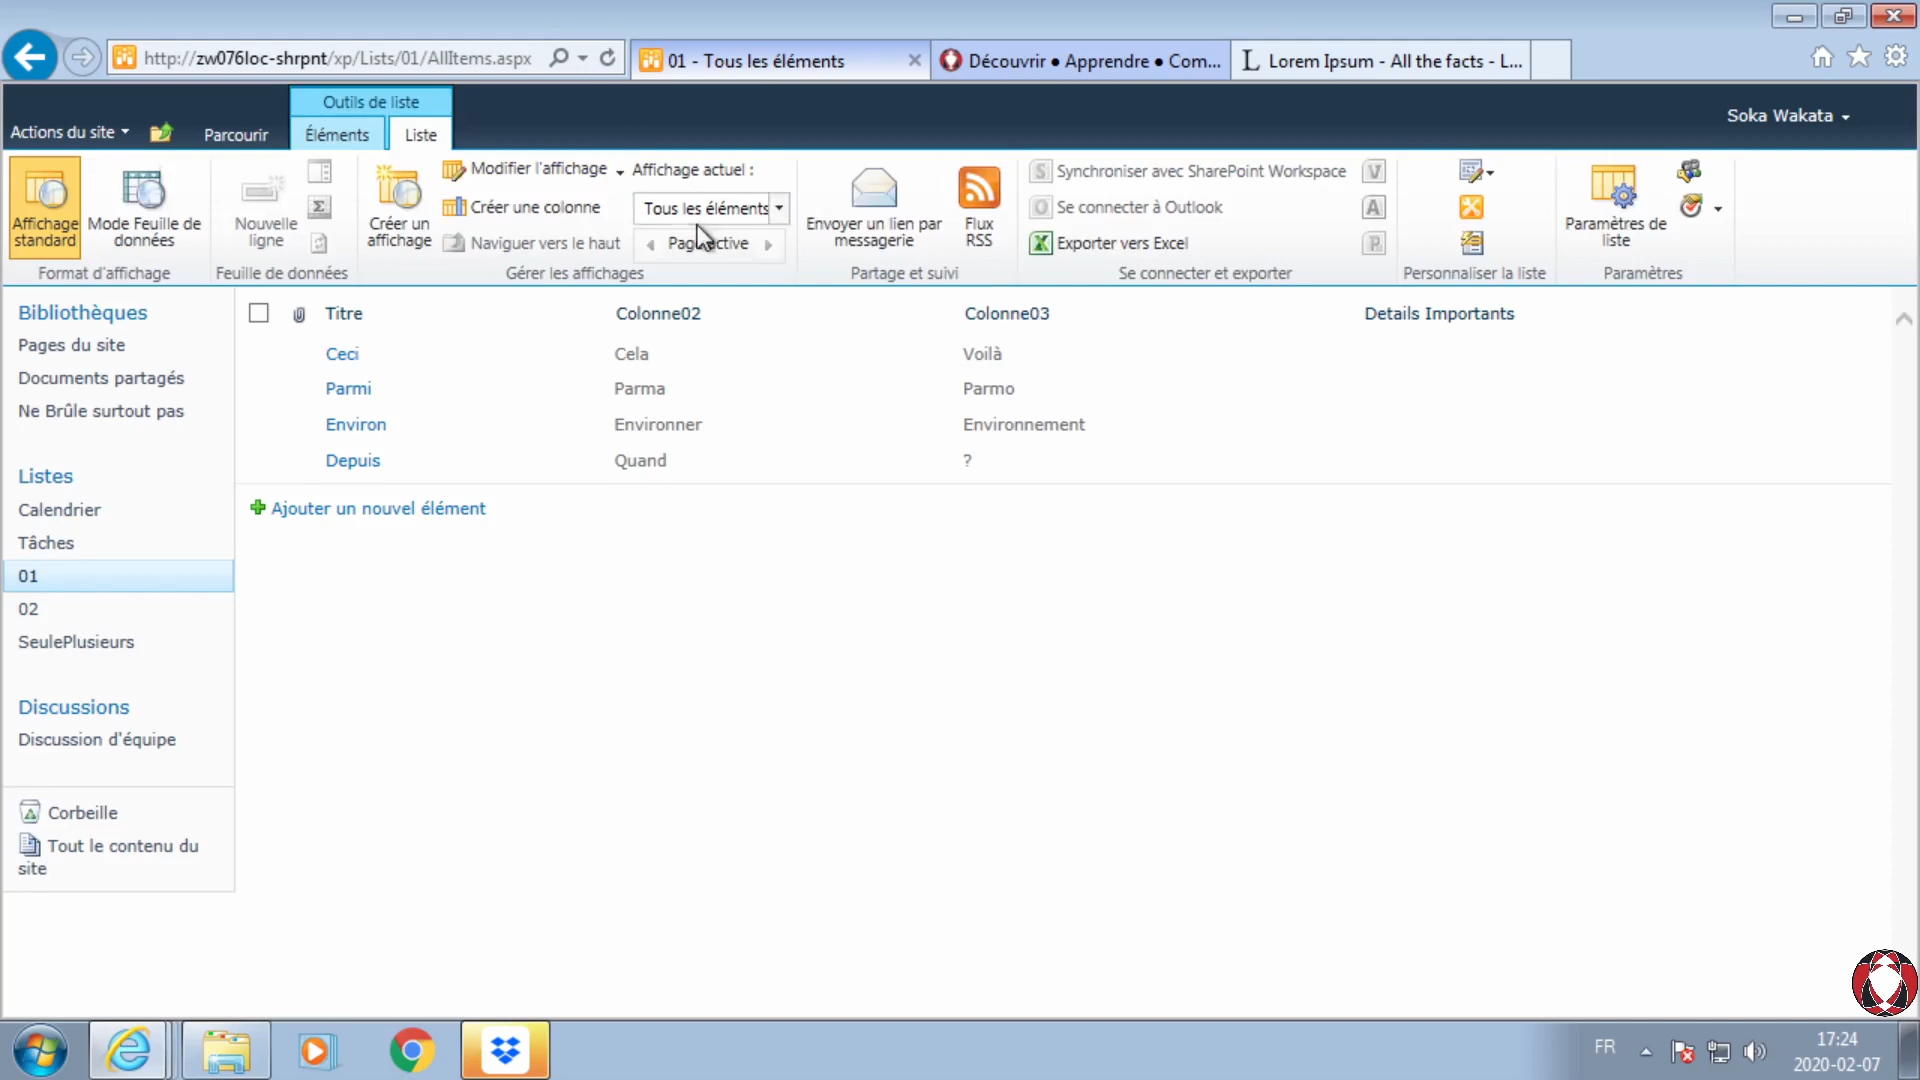 http://zw076loc-shrpnt/xp/Lists/01/AllItems.aspx
01 - Tous les éléments
Découvrir ● Apprendre ● Com...
L Lorem Ipsum - All the facts - L...
Outils de liste
Soka Wakata
Actions du site
Parcourir
Éléments
Liste
Affichage standard
Mode Feuille de données
Nouvelle ligne
Créer un affichage
Modifier l'affichage
Créer une colonne
Naviguer vers le haut
Affichage actuel :
Tous les éléments
Envoyer un lien par messagerie
Flux RSS
Synchroniser avec SharePoint Workspace
Se connecter à Outlook
Exporter vers Excel
Paramètres de liste
Format d'affichage
Feuille de données
Gérer les affichages
Partage et suivi
Se connecter et exporter
Personnaliser la liste
Paramètres
Bibliothèques
Pages du site
Documents partagés
Ne Brûle surtout pas
Listes
Calendrier
Tâches
01
02
SeulePlusieurs
Discussions
Discussion d'équipe
Corbeille
Tout le contenu du
site
Titre Colonne02 Colonne03 Details Importants
Ceci Cela Voilà
Parmi Parma Parmo
Environ Environner Environnement
Depuis Quand ?
Ajouter un nouvel élément
FR
17:24
2020-02-07